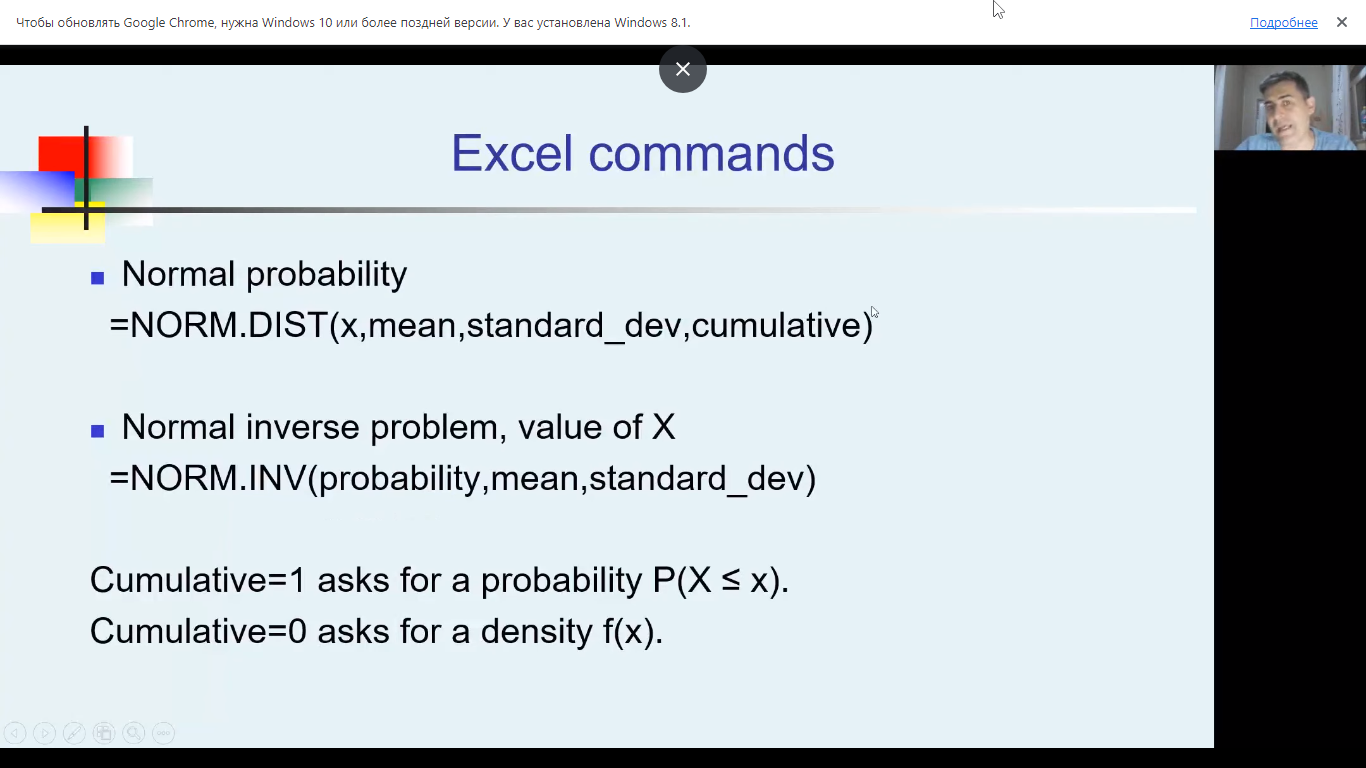 Чтобы обновлять Google Chrome, нужна Windows 10 или более поздней версии. У вас установлена Windows 8.1.
Подробнее
Excel commands
Normal probability
=NORM.DIST(x,mean,standard_dev,cumulative)
Normal inverse problem, value of X
=NORM.INV(probability,mean,standard_dev)
Cumulative=1 asks for a probability P(X ≤ x).
Cumulative=0 asks for a density f(x).